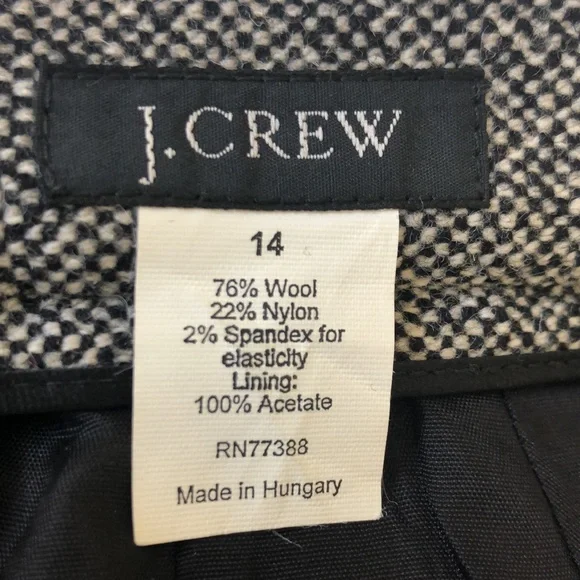 J.CREW
14
76% Wool
22% Nylon
2% Spandex for
elasticity
Lining:
100% Acetate
RN77388
Made in Hungary